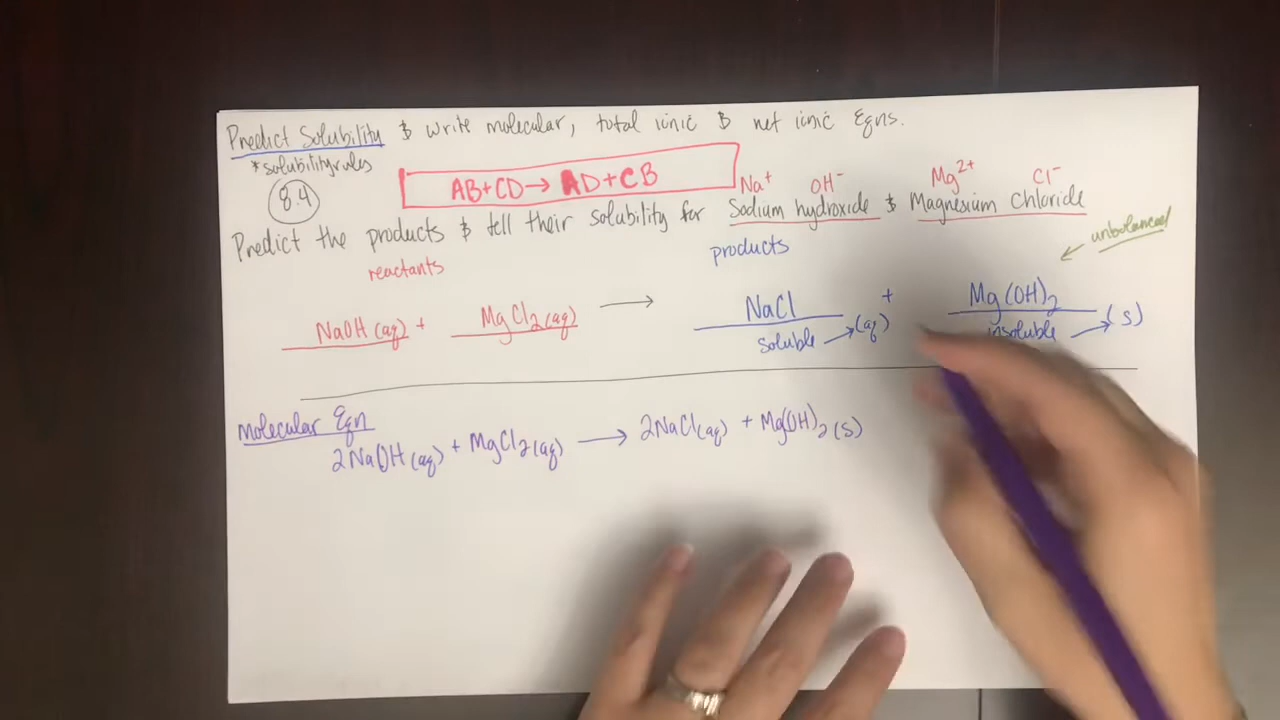 Predict Solubility & write molecular, total ionic & net ionic Eqns.
*solubility rules
8.4
AB+CD→ AD+CB
Na⁺ OH⁻ Mg²⁺ Cl⁻
Predict the products & tell their solubility for Sodium hydroxide & Magnesium Chloride
reactants products unbalanced
NaOH (aq) + MgCl₂ (aq) → NaCl + Mg(OH)₂
soluble → (aq) insoluble → (s)
Molecular Eqn
2NaOH (aq) + MgCl₂ (aq) → 2NaCl (aq) + Mg(OH)₂ (s)